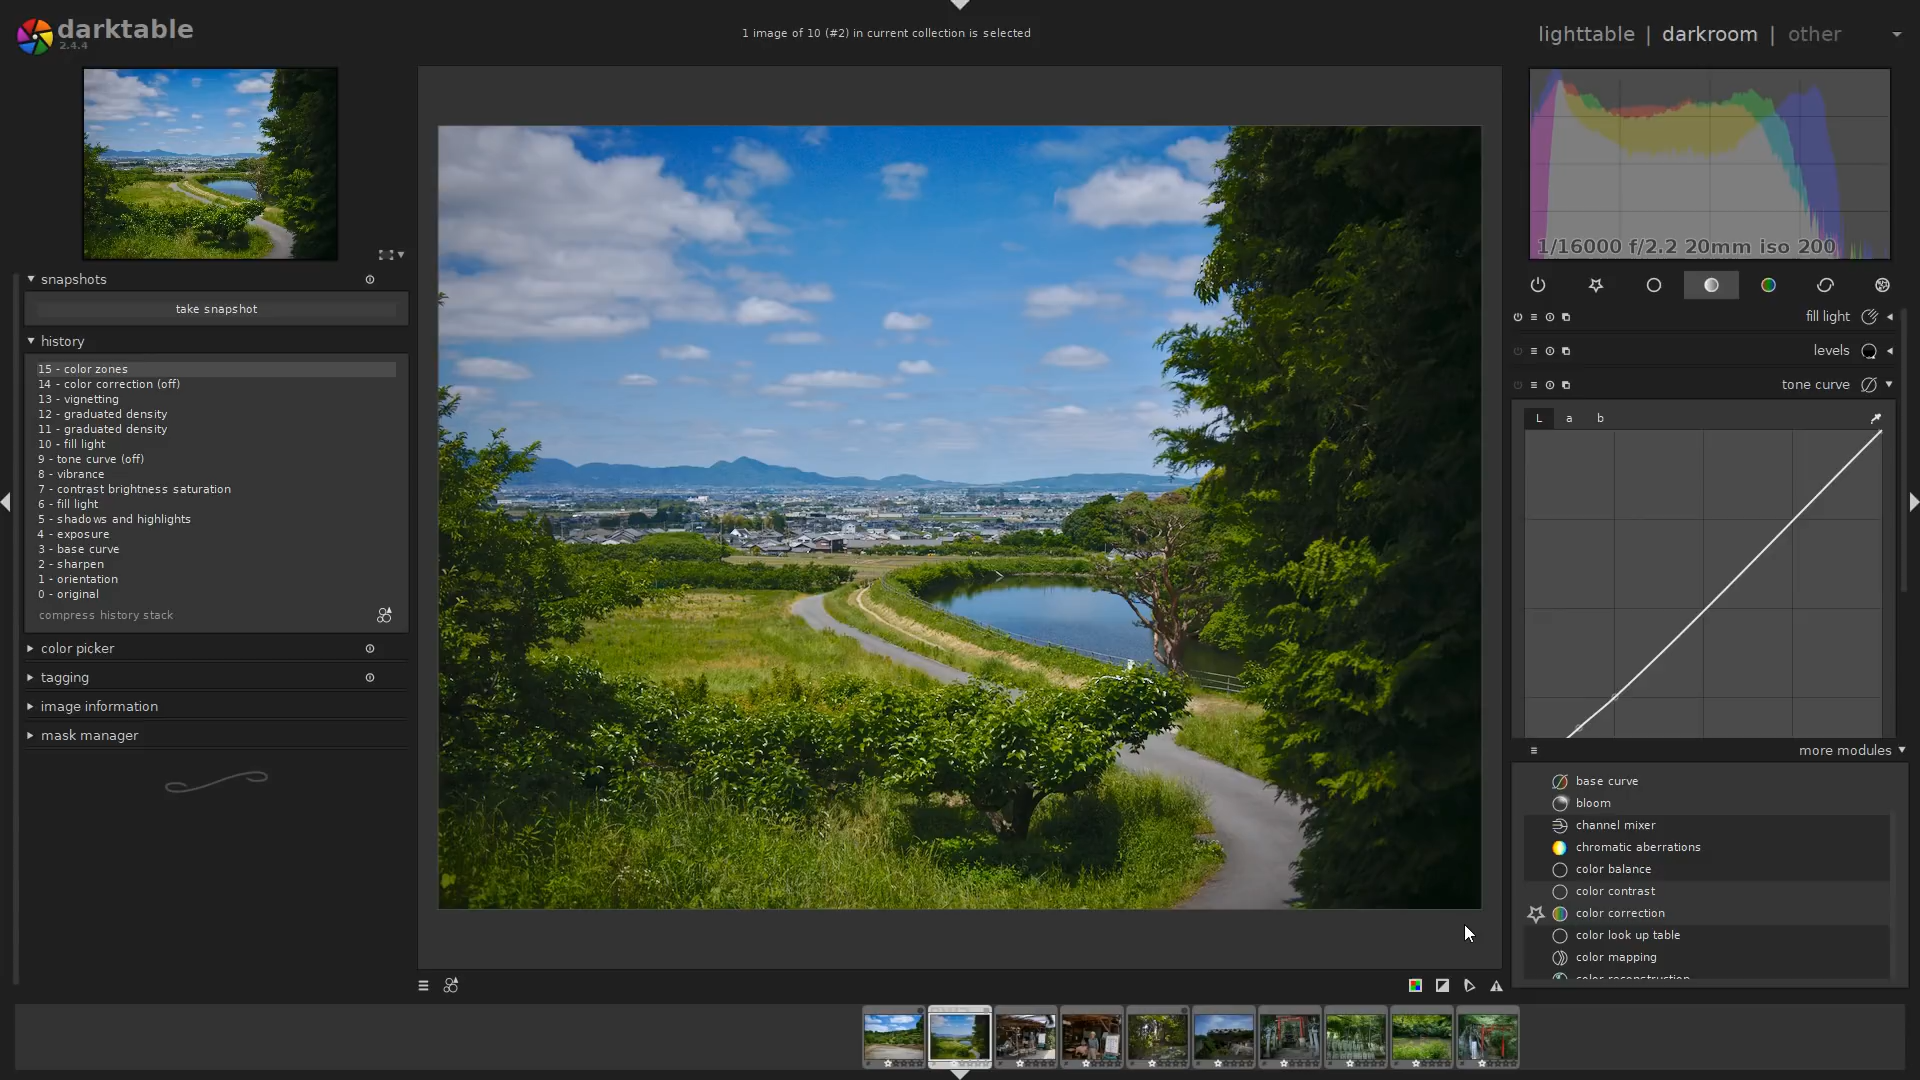 darktable
2.4.4
1 image of 10 (#2) in current collection is selected
lighttable | darkroom | other
snapshots
take snapshot
history
15 - color zones
14 - color correction (off)
13 - vignetting
12 - graduated density
11 - graduated density
10 - fill light
9 - tone curve (off)
8 - vibrance
7 - contrast brightness saturation
6 - fill light
5 - shadows and highlights
4 - exposure
3 - base curve
2 - sharpen
1 - orientation
0 - original
compress history stack
color picker
tagging
image information
mask manager
1/16000 f/2.2 20mm iso 200
fill light
levels
tone curve
L a b
more modules
base curve
bloom
channel mixer
chromatic aberrations
color balance
color contrast
color correction
color look up table
color mapping
color reconstruction